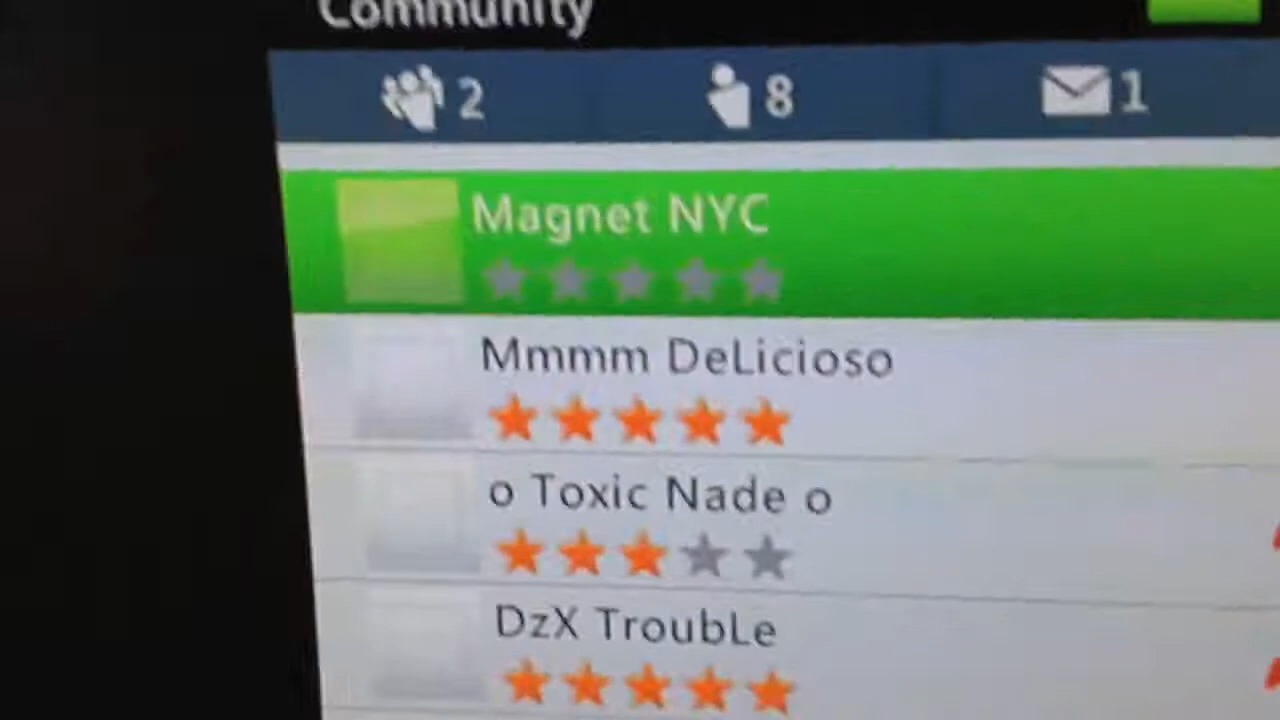 Community
2 8 1
Magnet NYC
Mmmm DeLicioso
o Toxic Nade o
DzX TroubLe